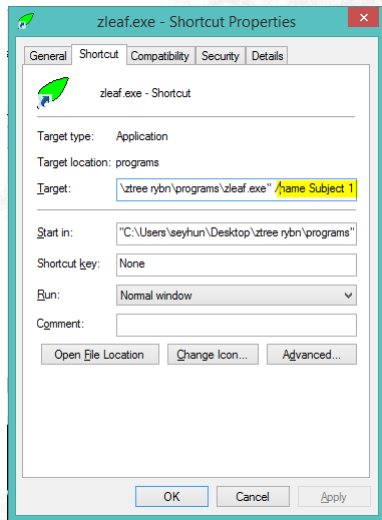 zleaf.exe - Shortcut Properties
General Shortcut Compatibility Security Details
zleaf.exe - Shortcut
Target type: Application
Target location: programs
Target: \ztree rybn\programs\zleaf.exe" /name Subject 1
Start in: "C:\Users\seyhun\Desktop\ztree rybn\programs"
Shortcut key: None
Run: Normal window
Comment:
Open File Location Change Icon... Advanced...
OK Cancel Apply